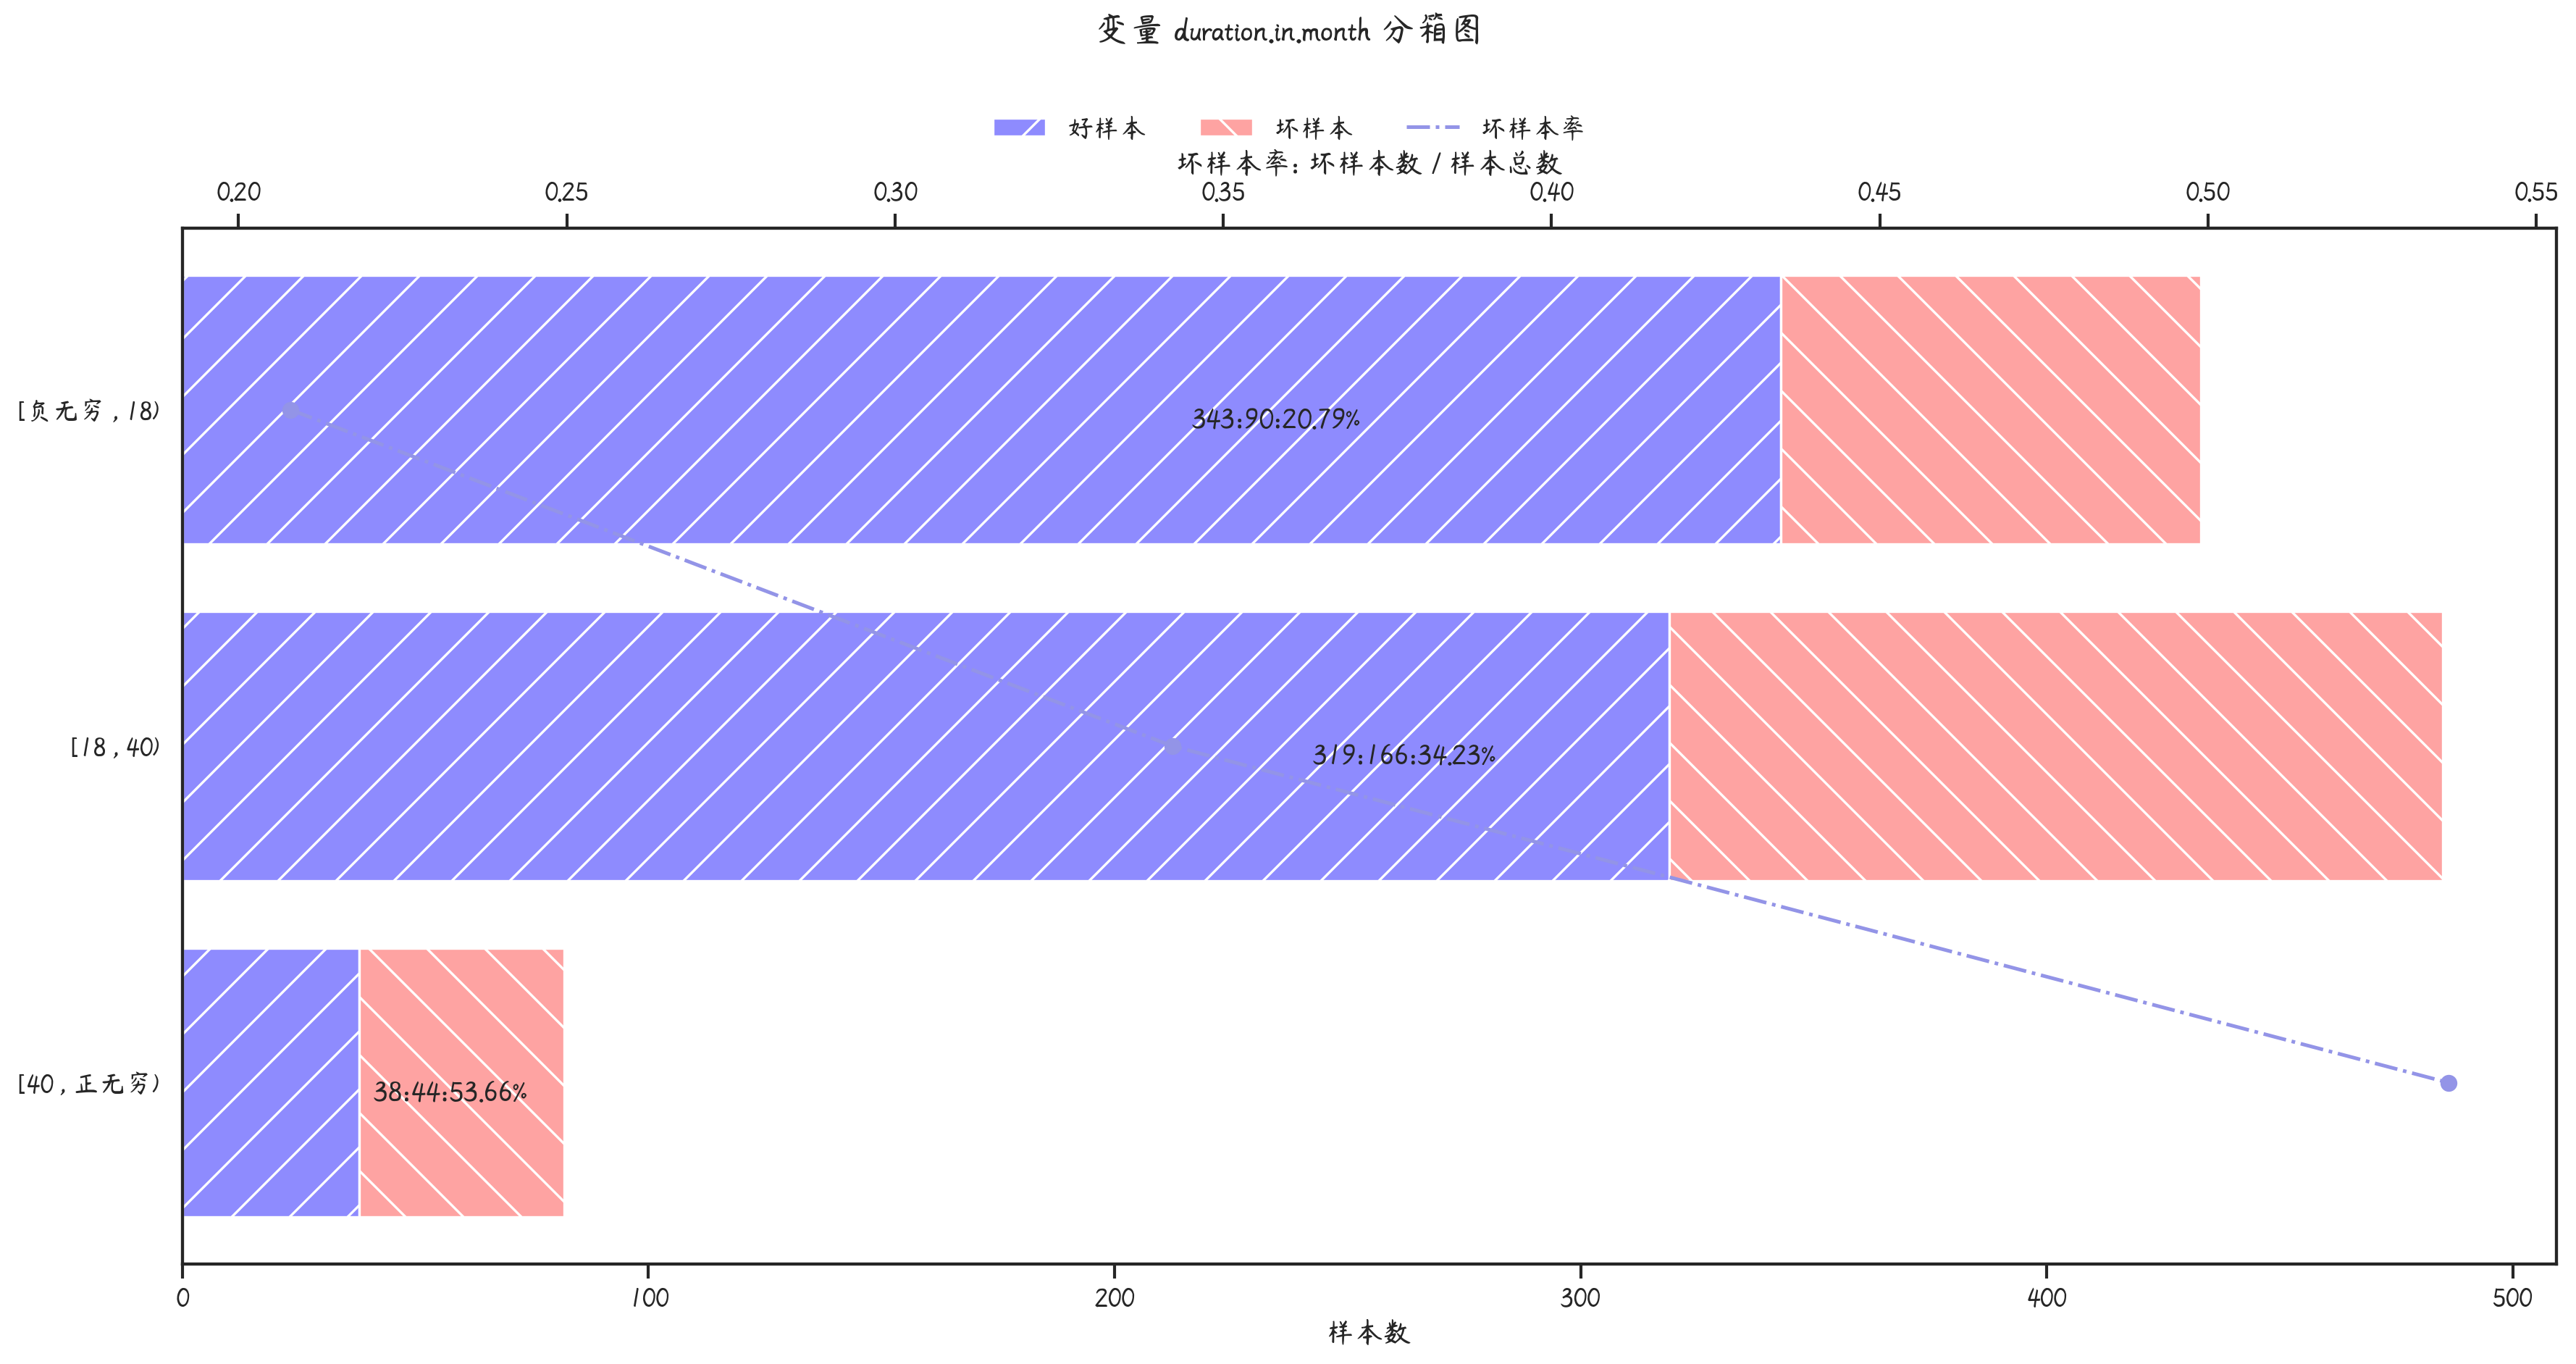 变量 duration.in.month 分箱图
好样本 坏样本 坏样本率
坏样本率: 坏样本数 / 样本总数
0.20 0.25 0.30 0.35 0.40 0.45 0.50 0.55
[负无穷 , 18)
343:90:20.79%
[18 , 40)
319:166:34.23%
[40 , 正无穷)
38:44:53.66%
0 100 200 300 400 500
样本数